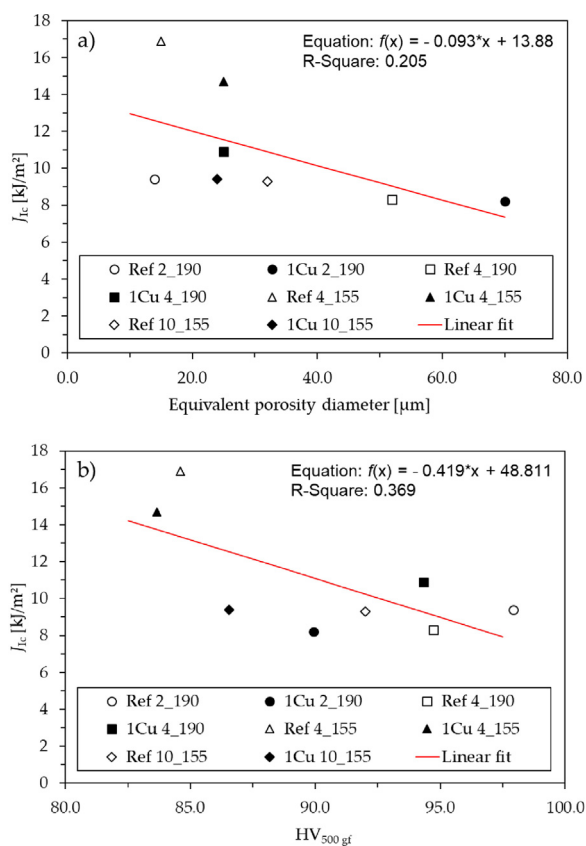 a)
Equation: f(x) = - 0.093*x + 13.88
R-Square: 0.205
18
16
14
12
10
8
6
4
2
0
J_Ic [kJ/m²]
Ref 2_190 1Cu 2_190 Ref 4_190
1Cu 4_190 Ref 4_155 1Cu 4_155
Ref 10_155 1Cu 10_155 Linear fit
0.0 20.0 40.0 60.0 80.0
Equivalent porosity diameter [µm]
b)
Equation: f(x) = - 0.419*x + 48.811
R-Square: 0.369
18
16
14
12
10
8
6
4
2
0
J_Ic [kJ/m²]
Ref 2_190 1Cu 2_190 Ref 4_190
1Cu 4_190 Ref 4_155 1Cu 4_155
Ref 10_155 1Cu 10_155 Linear fit
80.0 85.0 90.0 95.0 100.0
HV500 gf